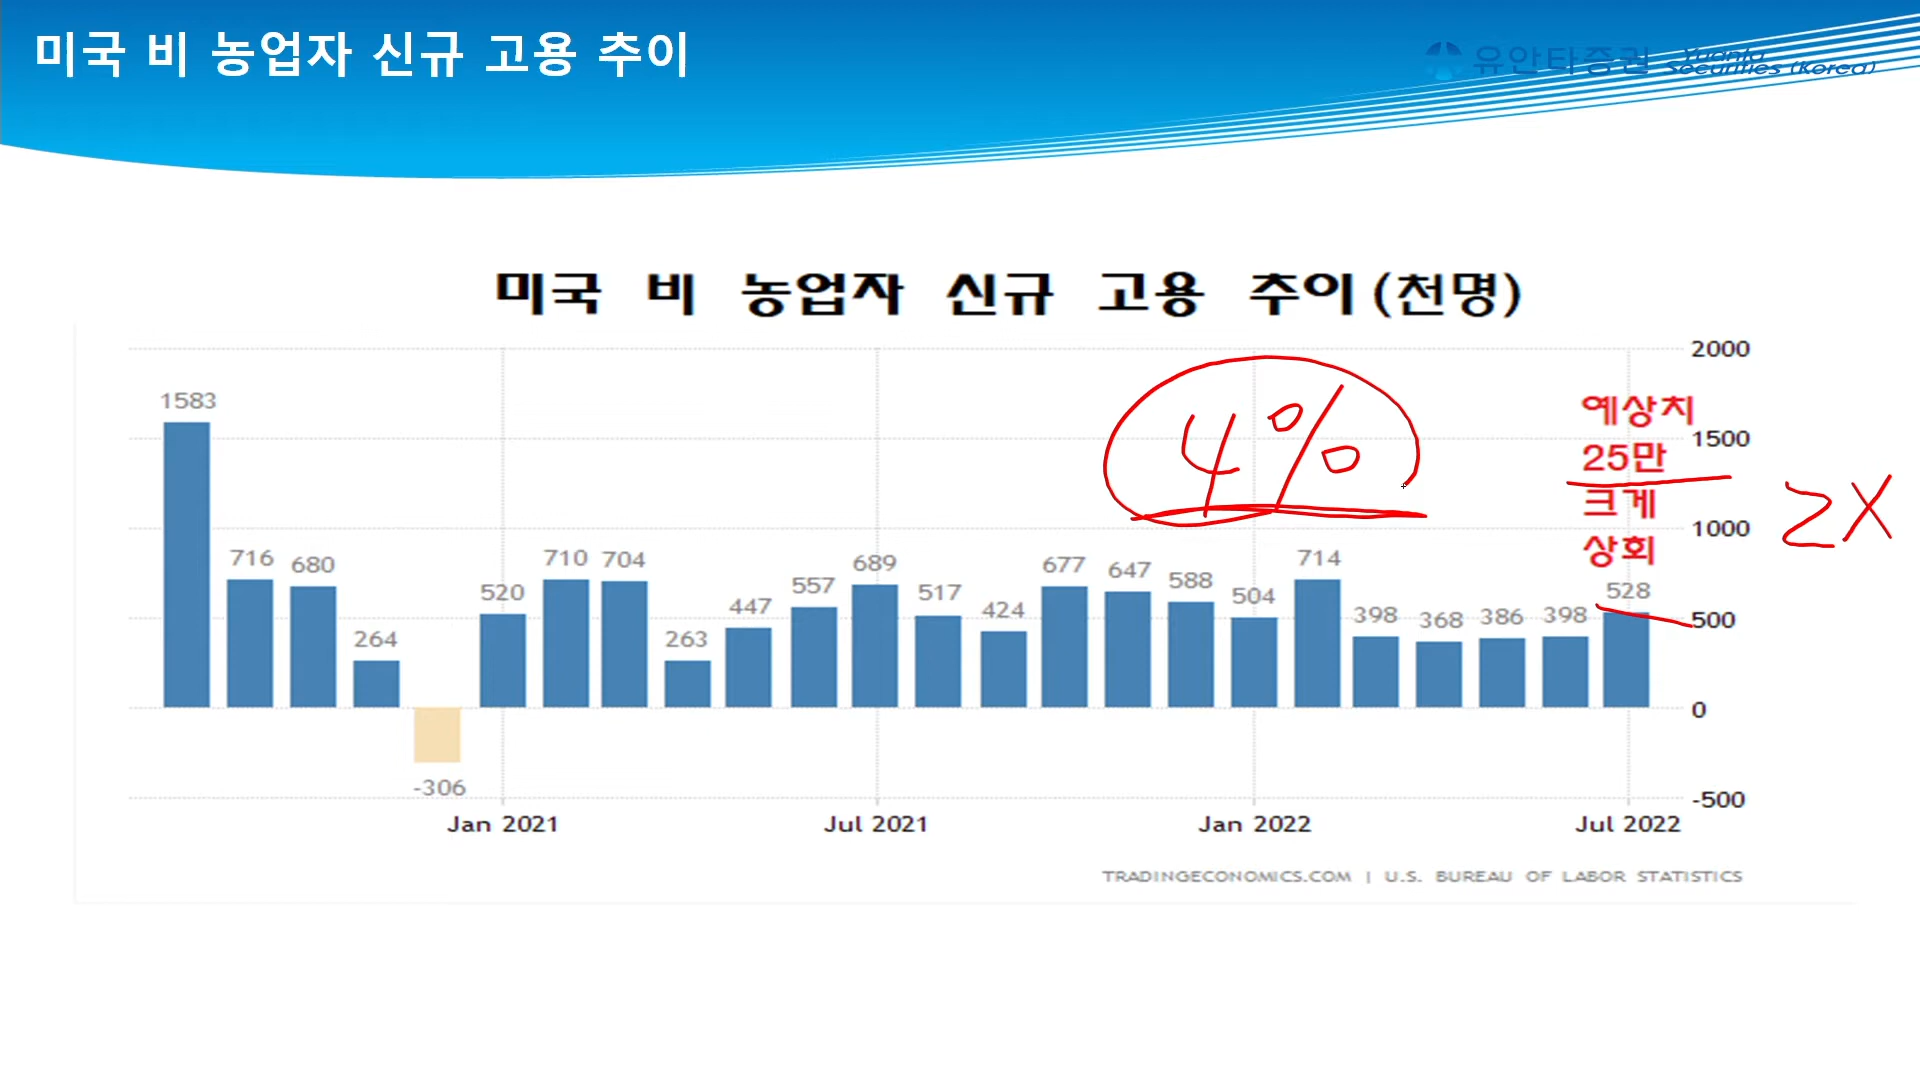 미국 비 농업자 신규 고용 추이
유안타증권 Yuanta Securities (Korea)
미국 비 농업자 신규 고용 추이(천명)
2000
1500
1000
500
0
-500
1583
716
680
264
-306
520
710
704
263
447
557
689
517
424
677
647
588
504
714
398
368
386
398
528
4%
예상치
25만
크게
상회
2X
Jan 2021
Jul 2021
Jan 2022
Jul 2022
TRADINGECONOMICS.COM | U.S. BUREAU OF LABOR STATISTICS